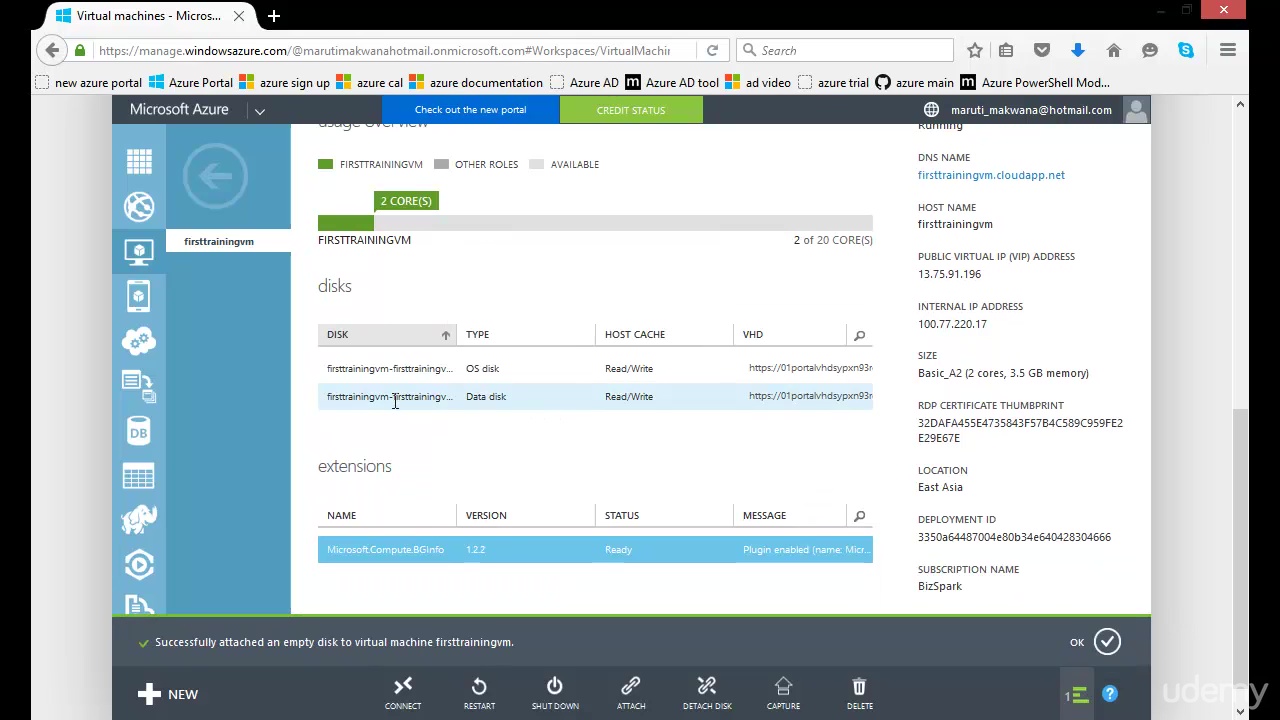 Virtual machines - Micros...
https://manage.windowsazure.com/@marutimakwanahotmail.onmicrosoft.com#Workspaces/VirtualMachin
Search
new azure portal
Azure Portal
azure sign up
azure cal
azure documentation
Azure AD
Azure AD tool
ad video
azure trial
azure main
Azure PowerShell Mod...
Microsoft Azure
Check out the new portal
CREDIT STATUS
maruti_makwana@hotmail.com
firsttrainingvm
usage overview
FIRSTTRAININGVM
OTHER ROLES
AVAILABLE
2 CORE(S)
FIRSTTRAININGVM
2 of 20 CORE(S)
disks
DISK TYPE HOST CACHE VHD
firsttrainingvm-firsttrainingv... OS disk Read/Write https://01portalvhdsypxn93r
firsttrainingvm-firsttrainingv... Data disk Read/Write https://01portalvhdsypxn93r
extensions
NAME VERSION STATUS MESSAGE
Microsoft.Compute.BGInfo 1.2.2 Ready Plugin enabled (name: Micr...
Running
DNS NAME
firsttrainingvm.cloudapp.net
HOST NAME
firsttrainingvm
PUBLIC VIRTUAL IP (VIP) ADDRESS
13.75.91.196
INTERNAL IP ADDRESS
100.77.220.17
SIZE
Basic_A2 (2 cores, 3.5 GB memory)
RDP CERTIFICATE THUMBPRINT
32DAFA455E4735843F57B4C589C959FE2
E29E67E
LOCATION
East Asia
DEPLOYMENT ID
3350a64487004e80b34e640428304666
SUBSCRIPTION NAME
BizSpark
DB
Successfully attached an empty disk to virtual machine firsttrainingvm.
OK
NEW
CONNECT
RESTART
SHUT DOWN
ATTACH
DETACH DISK
CAPTURE
DELETE
1
?
udemy